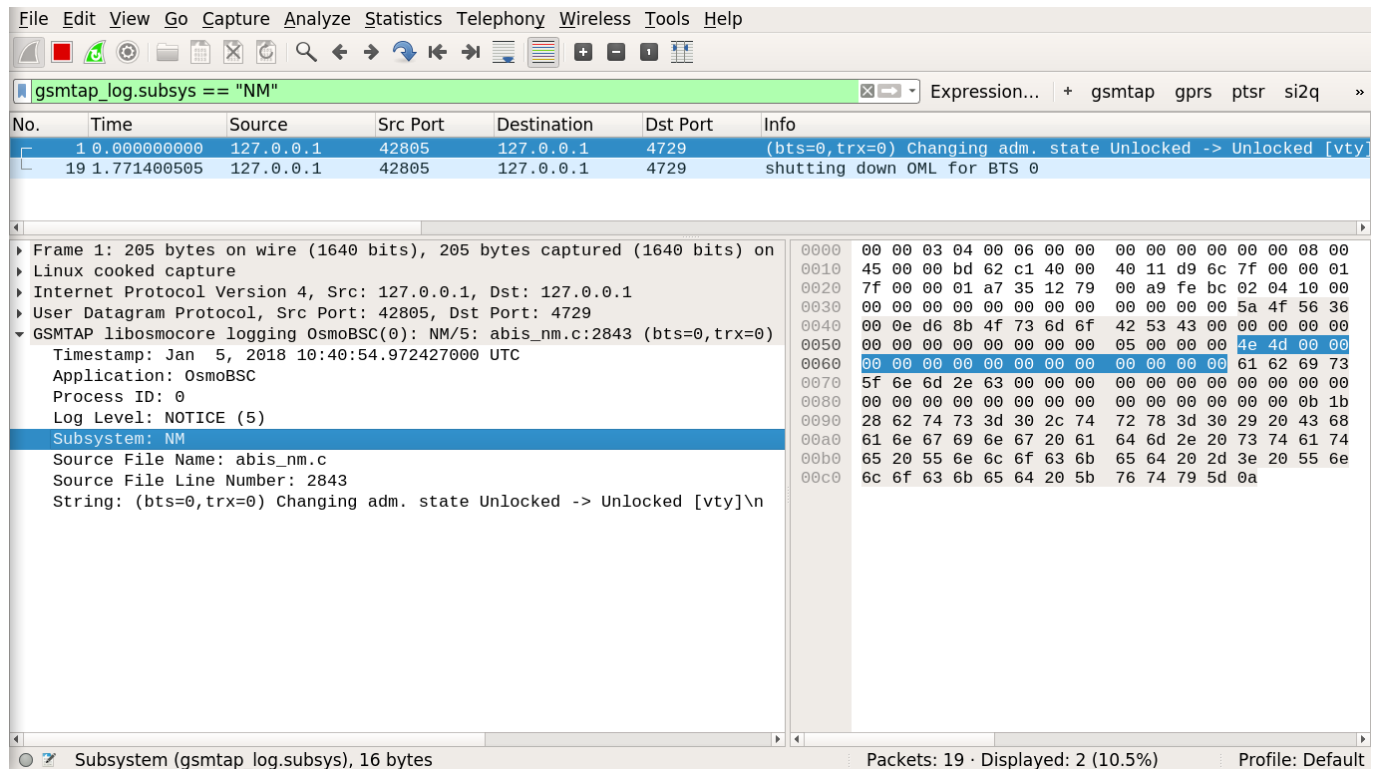 File Edit View Go Capture Analyze Statistics Telephony Wireless Tools Help
gsmtap_log.subsys == "NM" Expression… + gsmtap gprs ptsr si2q »
No. Time Source Src Port Destination Dst Port Info
1 0.000000000 127.0.0.1 42805 127.0.0.1 4729 (bts=0,trx=0) Changing adm. state Unlocked -> Unlocked [vty]
19 1.771400505 127.0.0.1 42805 127.0.0.1 4729 shutting down OML for BTS 0
Frame 1: 205 bytes on wire (1640 bits), 205 bytes captured (1640 bits) on
Linux cooked capture
Internet Protocol Version 4, Src: 127.0.0.1, Dst: 127.0.0.1
User Datagram Protocol, Src Port: 42805, Dst Port: 4729
GSMTAP libosmocore logging OsmoBSC(0): NM/5: abis_nm.c:2843 (bts=0,trx=0)
Timestamp: Jan  5, 2018 10:40:54.972427000 UTC
Application: OsmoBSC
Process ID: 0
Log Level: NOTICE (5)
Subsystem: NM
Source File Name: abis_nm.c
Source File Line Number: 2843
String: (bts=0,trx=0) Changing adm. state Unlocked -> Unlocked [vty]\n
0000 00 00 03 04 00 06 00 00 00 00 00 00 00 00 08 00
0010 45 00 00 bd 62 c1 40 00 40 11 d9 6c 7f 00 00 01
0020 7f 00 00 01 a7 35 12 79 00 a9 fe bc 02 04 10 00
0030 00 00 00 00 00 00 00 00 00 00 00 00 5a 4f 56 36
0040 00 0e d6 8b 4f 73 6d 6f 42 53 43 00 00 00 00 00
0050 00 00 00 00 00 00 00 00 05 00 00 00 4e 4d 00 00
0060 00 00 00 00 00 00 00 00 00 00 00 00 61 62 69 73
0070 5f 6e 6d 2e 63 00 00 00 00 00 00 00 00 00 00 00
0080 00 00 00 00 00 00 00 00 00 00 00 00 00 00 0b 1b
0090 28 62 74 73 3d 30 2c 74 72 78 3d 30 29 20 43 68
00a0 61 6e 67 69 6e 67 20 61 64 6d 2e 20 73 74 61 74
00b0 65 20 55 6e 6c 6f 63 6b 65 64 20 2d 3e 20 55 6e
00c0 6c 6f 63 6b 65 64 20 5b 76 74 79 5d 0a
Subsystem (gsmtap_log.subsys), 16 bytes Packets: 19 · Displayed: 2 (10.5%) Profile: Default